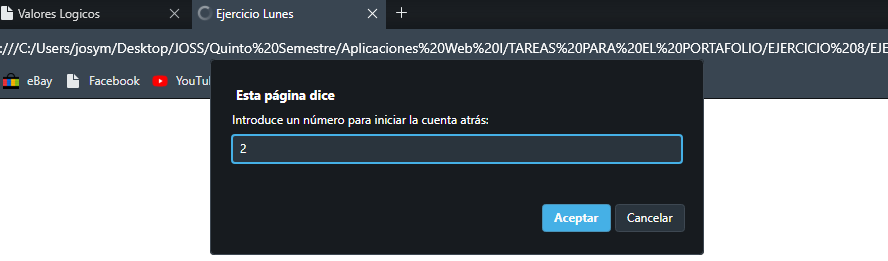 Valores Logicos
Ejercicio Lunes
:///C:/Users/josym/Desktop/JOSS/Quinto%20Semestre/Aplicaciones%20Web%20I/TAREAS%20PARA%20EL%20PORTAFOLIO/EJERCICIO%208/EJE
eBay
Facebook
YouTu
Esta página dice
Introduce un número para iniciar la cuenta atrás:
2
Aceptar
Cancelar